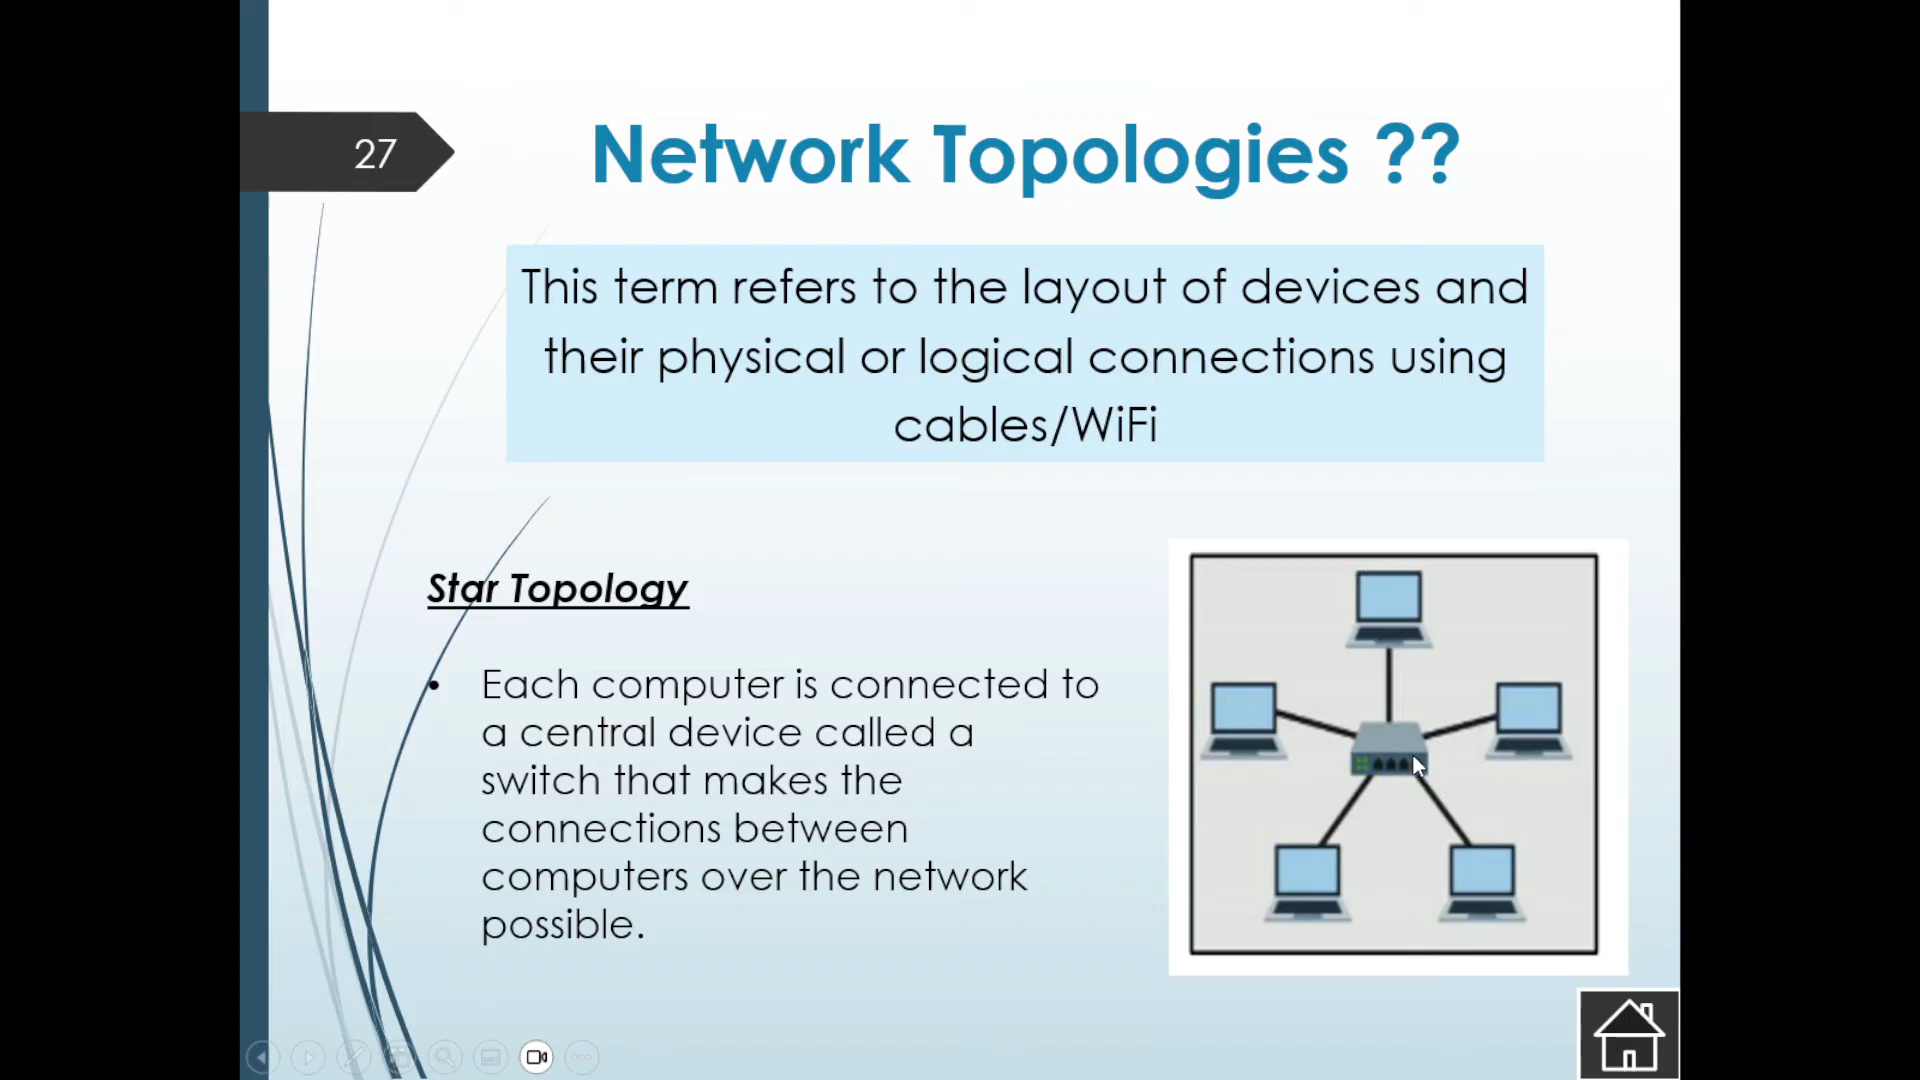 27
Network Topologies ??
This term refers to the layout of devices and
their physical or logical connections using
cables/WiFi
Star Topology
• Each computer is connected to
a central device called a
switch that makes the
connections between
computers over the network
possible.